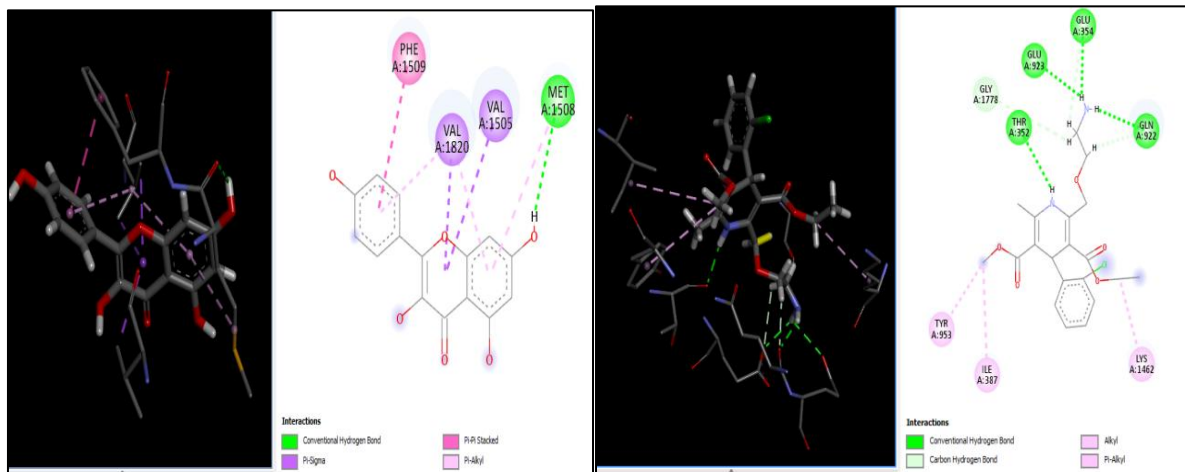 PHE
A:1509
VAL
A:1820
VAL
A:1505
MET
A:1508
O
O
H
O
O
O
O
Interactions
Conventional Hydrogen Bond
Pi-Sigma
Pi-Pi Stacked
Pi-Alkyl
GLU
A:354
GLU
A:923
GLY
A:1778
THR
A:352
GLN
A:922
H
N
H
H
H
O
H
N
O
O
O
O
TYR
A:953
ILE
A:387
LYS
A:1462
Interactions
Conventional Hydrogen Bond
Carbon Hydrogen Bond
Alkyl
Pi-Alkyl